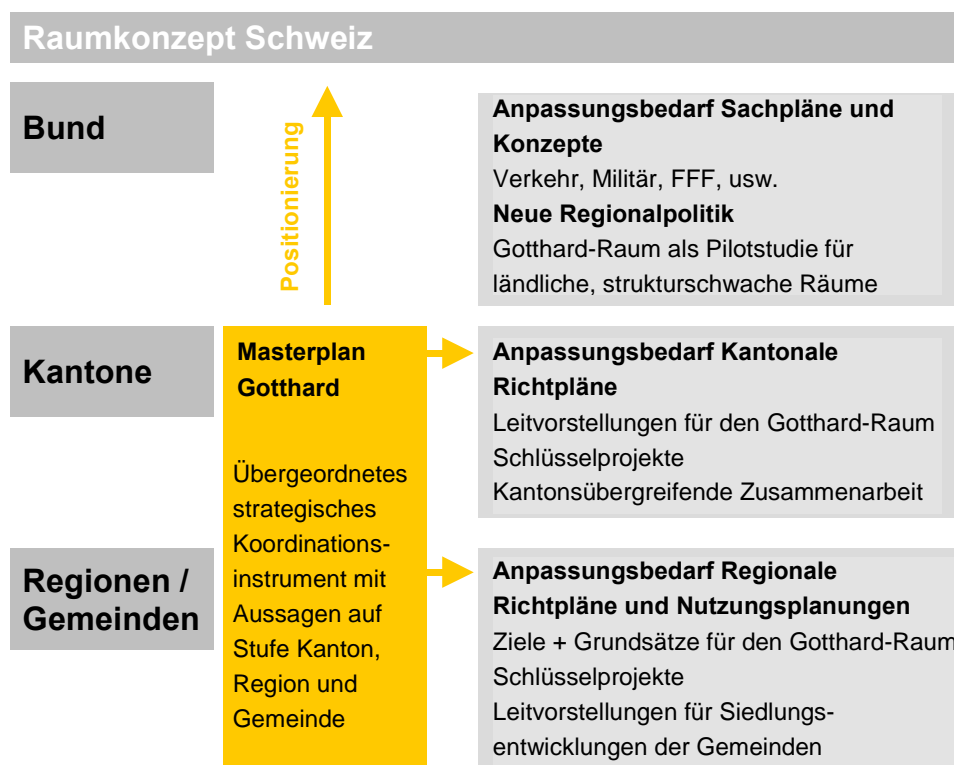 Raumkonzept Schweiz
Bund
Positionierung
Anpassungsbedarf Sachpläne und
Konzepte
Verkehr, Militär, FFF, usw.
Neue Regionalpolitik
Gotthard-Raum als Pilotstudie für
ländliche, strukturschwache Räume
Kantone
Masterplan
Gotthard
Übergeordnetes
strategisches
Koordinations-
instrument mit
Aussagen auf
Stufe Kanton,
Region und
Gemeinde
Anpassungsbedarf Kantonale
Richtpläne
Leitvorstellungen für den Gotthard-Raum
Schlüsselprojekte
Kantonsübergreifende Zusammenarbeit
Regionen /
Gemeinden
Anpassungsbedarf Regionale
Richtpläne und Nutzungsplanungen
Ziele + Grundsätze für den Gotthard-Raum
Schlüsselprojekte
Leitvorstellungen für Siedlungs-
entwicklungen der Gemeinden